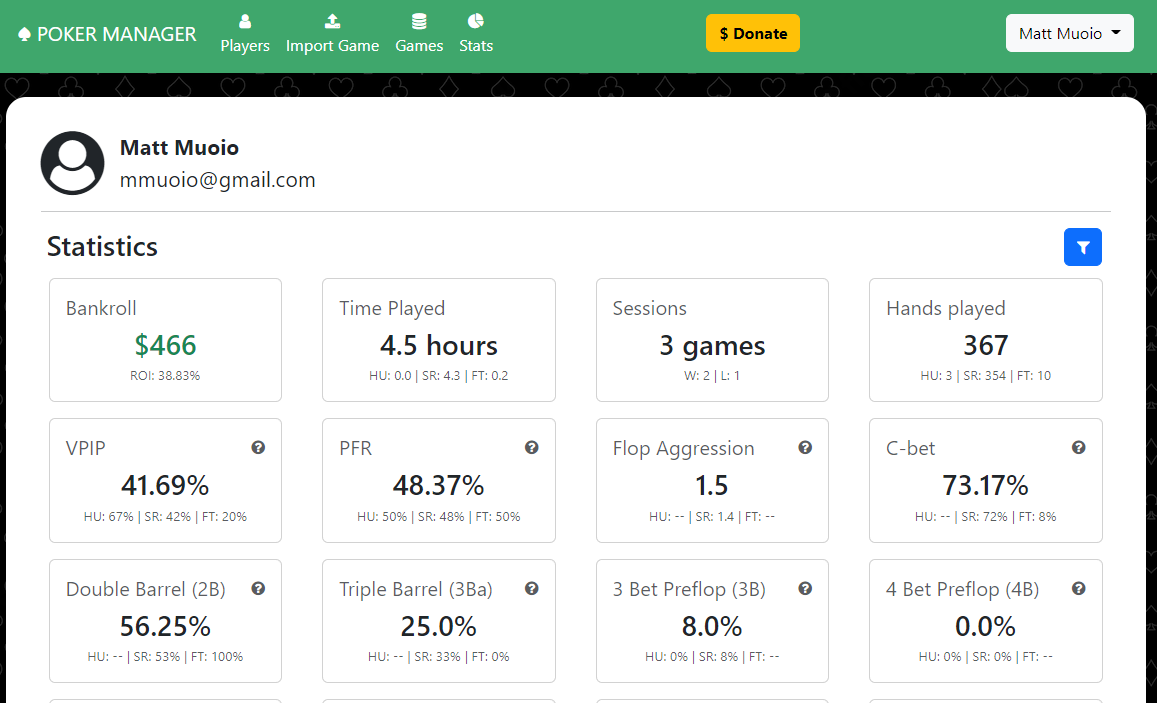 POKER MANAGER
Players
Import Game
Games
Stats
$ Donate
Matt Muoio
Matt Muoio
mmuoio@gmail.com
Statistics
Bankroll
$466
ROI: 38.83%
Time Played
4.5 hours
HU: 0.0 | SR: 4.3 | FT: 0.2
Sessions
3 games
W: 2 | L: 1
Hands played
367
HU: 3 | SR: 354 | FT: 10
VPIP
41.69%
HU: 67% | SR: 42% | FT: 20%
PFR
48.37%
HU: 50% | SR: 48% | FT: 50%
Flop Aggression
1.5
HU: -- | SR: 1.4 | FT: --
C-bet
73.17%
HU: -- | SR: 72% | FT: 8%
Double Barrel (2B)
56.25%
HU: -- | SR: 53% | FT: 100%
Triple Barrel (3Ba)
25.0%
HU: -- | SR: 33% | FT: 0%
3 Bet Preflop (3B)
8.0%
HU: 0% | SR: 8% | FT: --
4 Bet Preflop (4B)
0.0%
HU: 0% | SR: 0% | FT: --